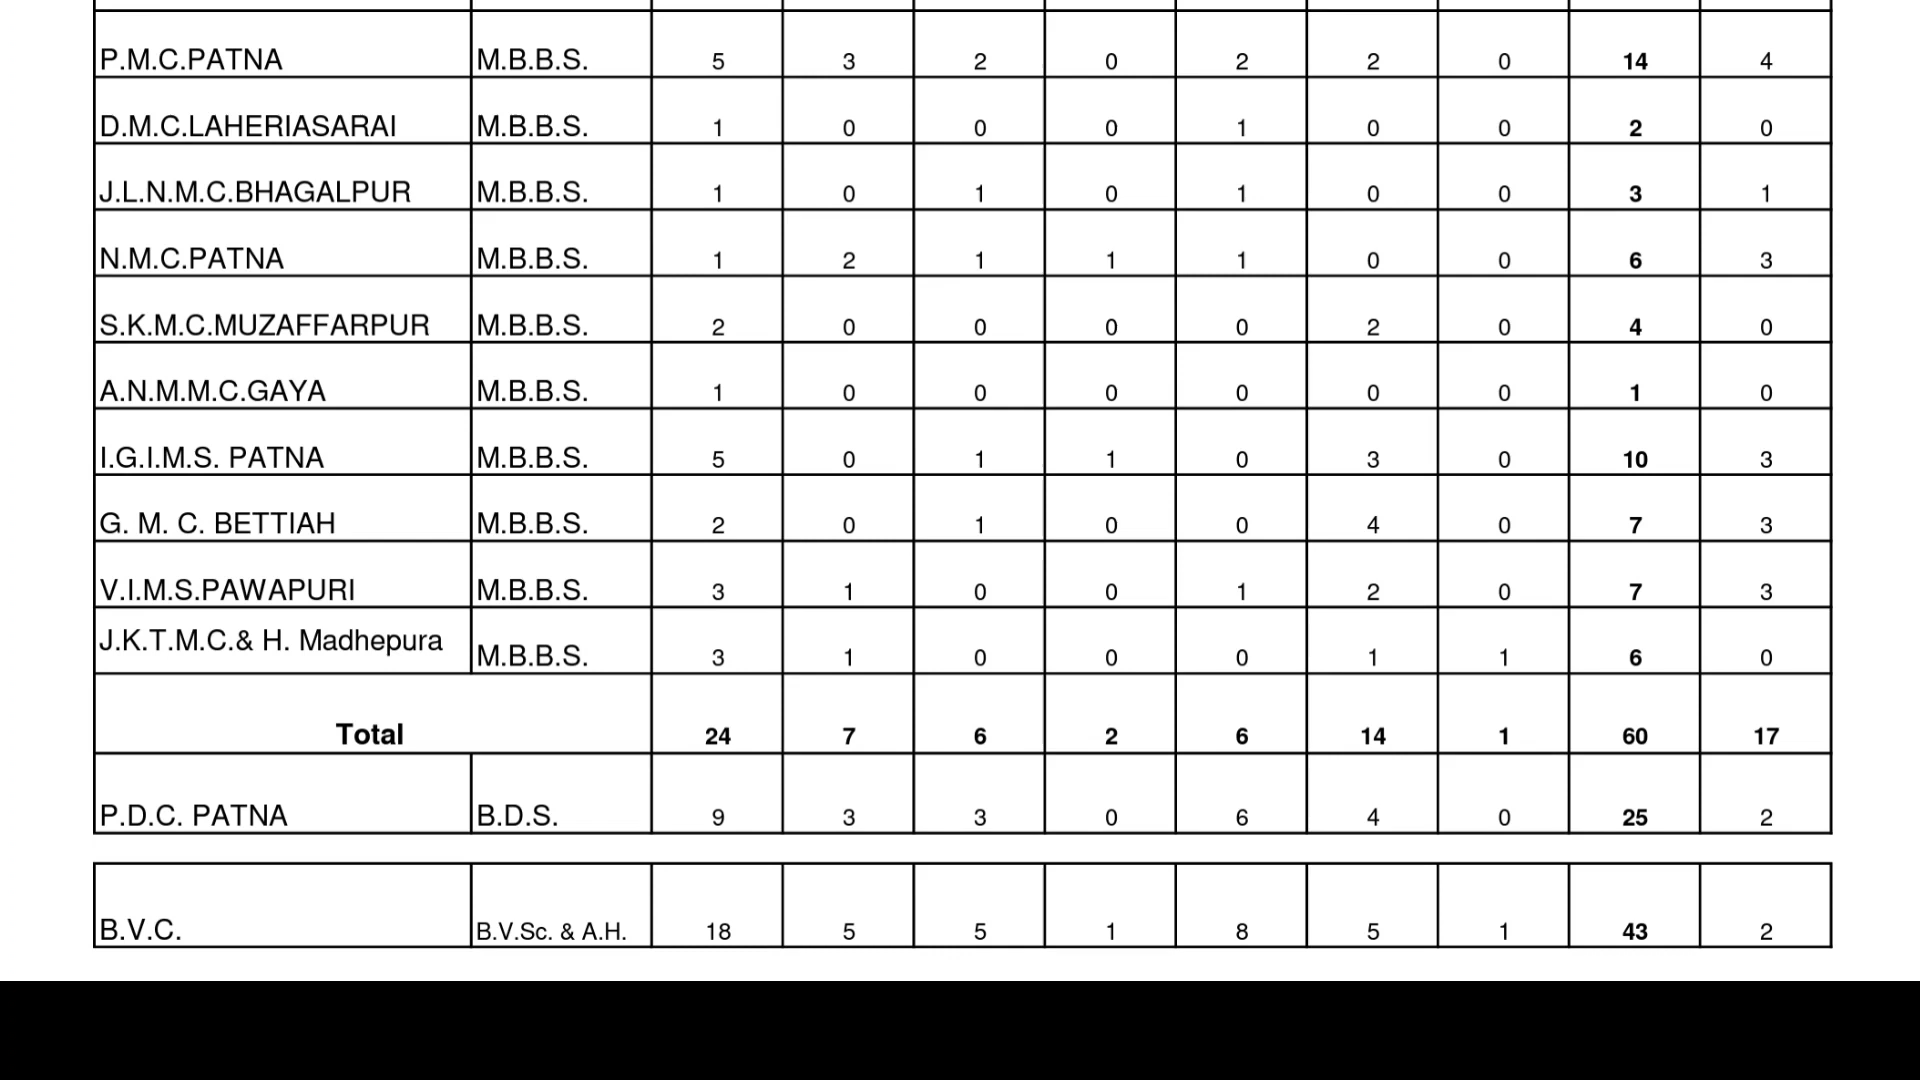 P.M.C.PATNA M.B.B.S. 5 3 2 0 2 2 0 14 4
D.M.C.LAHERIASARAI M.B.B.S. 1 0 0 0 1 0 0 2 0
J.L.N.M.C.BHAGALPUR M.B.B.S. 1 0 1 0 1 0 0 3 1
N.M.C.PATNA M.B.B.S. 1 2 1 1 1 0 0 6 3
S.K.M.C.MUZAFFARPUR M.B.B.S. 2 0 0 0 0 2 0 4 0
A.N.M.M.C.GAYA M.B.B.S. 1 0 0 0 0 0 0 1 0
I.G.I.M.S. PATNA M.B.B.S. 5 0 1 1 0 3 0 10 3
G. M. C. BETTIAH M.B.B.S. 2 0 1 0 0 4 0 7 3
V.I.M.S.PAWAPURI M.B.B.S. 3 1 0 0 1 2 0 7 3
J.K.T.M.C.& H. Madhepura M.B.B.S. 3 1 0 0 0 1 1 6 0
Total 24 7 6 2 6 14 1 60 17
P.D.C. PATNA B.D.S. 9 3 3 0 6 4 0 25 2
B.V.C. B.V.Sc. & A.H. 18 5 5 1 8 5 1 43 2